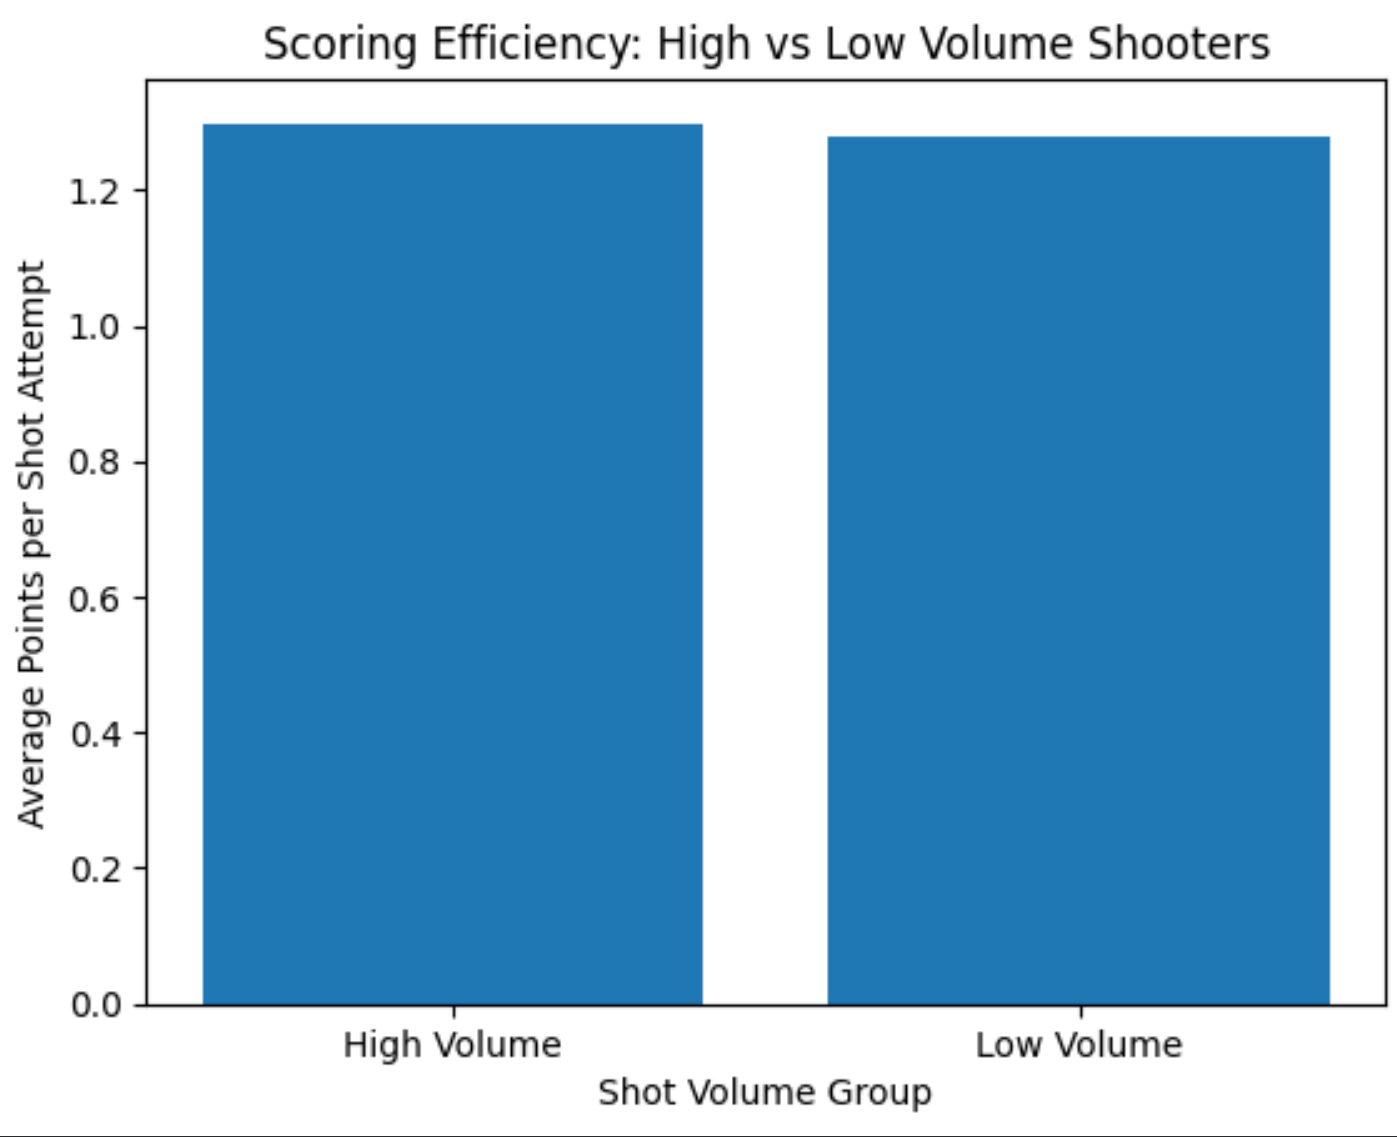 Scoring Efficiency: High vs Low Volume Shooters
Average Points per Shot Attempt
1.2
1.0
0.8
0.6
0.4
0.2
0.0
High Volume
Low Volume
Shot Volume Group